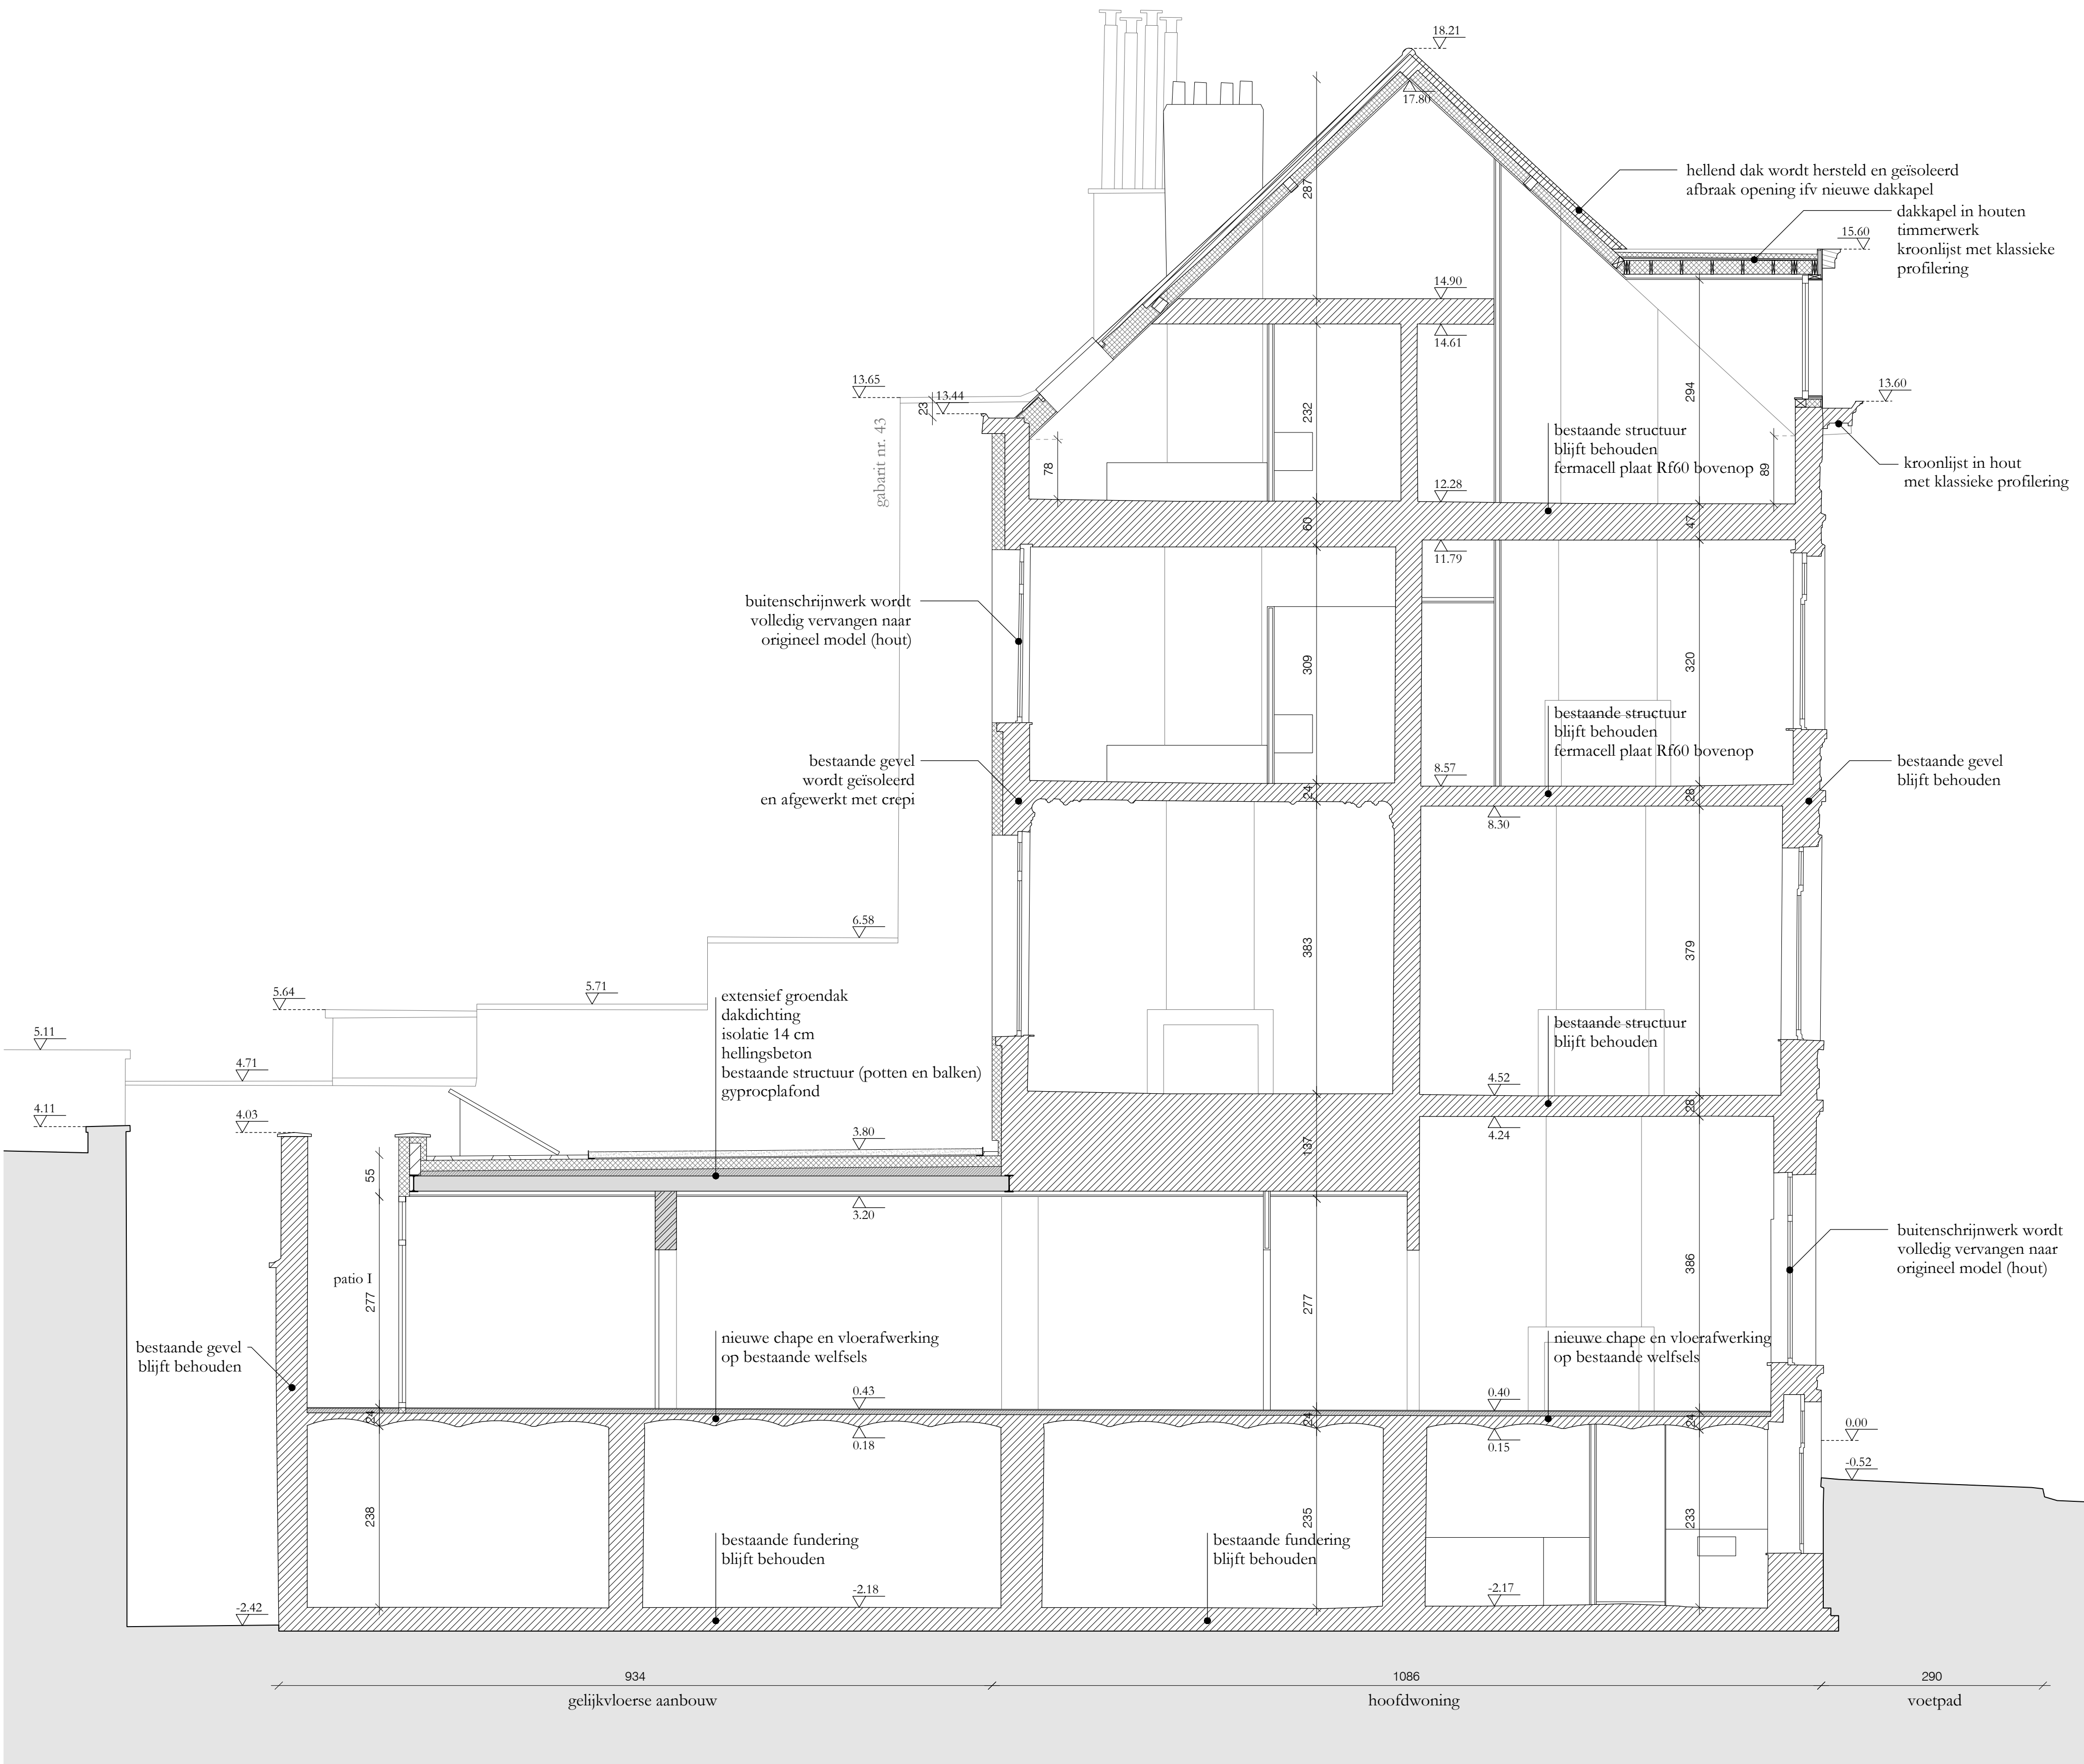 18.21
17.80
287
hellend dak wordt hersteld en geïsoleerd
afbraak opening ifv nieuwe dakkapel
dakkapel in houten
timmerwerk
kroonlijst met klassieke
profilering
15.60
14.90
14.61
294
232
13.65
13.44
23
13.60
gabarit nr. 43
bestaande structuur
blijft behouden
fermacell plaat Rf60 bovenop
89
78
kroonlijst in hout
met klassieke profilering
12.28
60
47
11.79
buitenschrijnwerk wordt
volledig vervangen naar
origineel model (hout)
309
320
bestaande structuur
blijft behouden
fermacell plaat Rf60 bovenop
bestaande gevel
wordt geïsoleerd
en afgewerkt met crepi
bestaande gevel
blijft behouden
8.57
24
28
8.30
6.58
383
379
5.71
5.64
5.11
4.71
4.11
4.03
extensief groendak
dakdichting
isolatie 14 cm
hellingsbeton
bestaande structuur (potten en balken)
gyprocplafond
bestaande structuur
blijft behouden
4.52
28
4.24
3.80
137
55
3.20
buitenschrijnwerk wordt
volledig vervangen naar
origineel model (hout)
patio I
277
277
386
bestaande gevel
blijft behouden
nieuwe chape en vloerafwerking
op bestaande welfsels
nieuwe chape en vloerafwerking
op bestaande welfsels
0.43
0.40
24
24
24
0.18
0.15
0.00
-0.52
238
235
233
bestaande fundering
blijft behouden
bestaande fundering
blijft behouden
-2.18
-2.17
-2.42
934
1086
290
gelijkvloerse aanbouw
hoofdwoning
voetpad